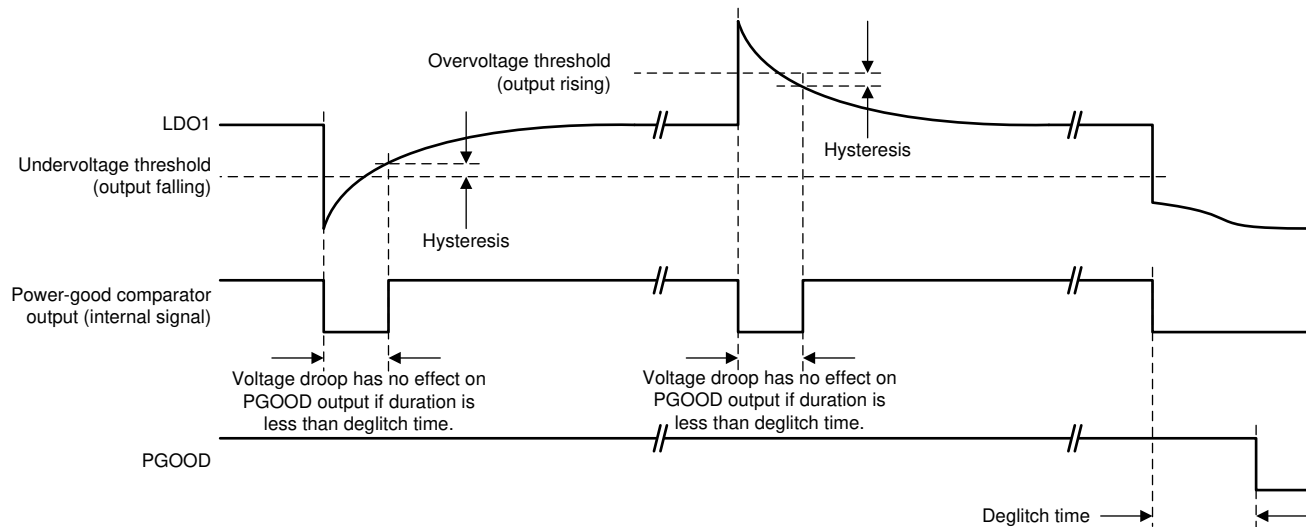 Overvoltage threshold
(output rising)
LDO1
Hysteresis
Undervoltage threshold
(output falling)
Hysteresis
Power-good comparator
output (internal signal)
Voltage droop has no effect on
PGOOD output if duration is
less than deglitch time.
Voltage droop has no effect on
PGOOD output if duration is
less than deglitch time.
PGOOD
Deglitch time